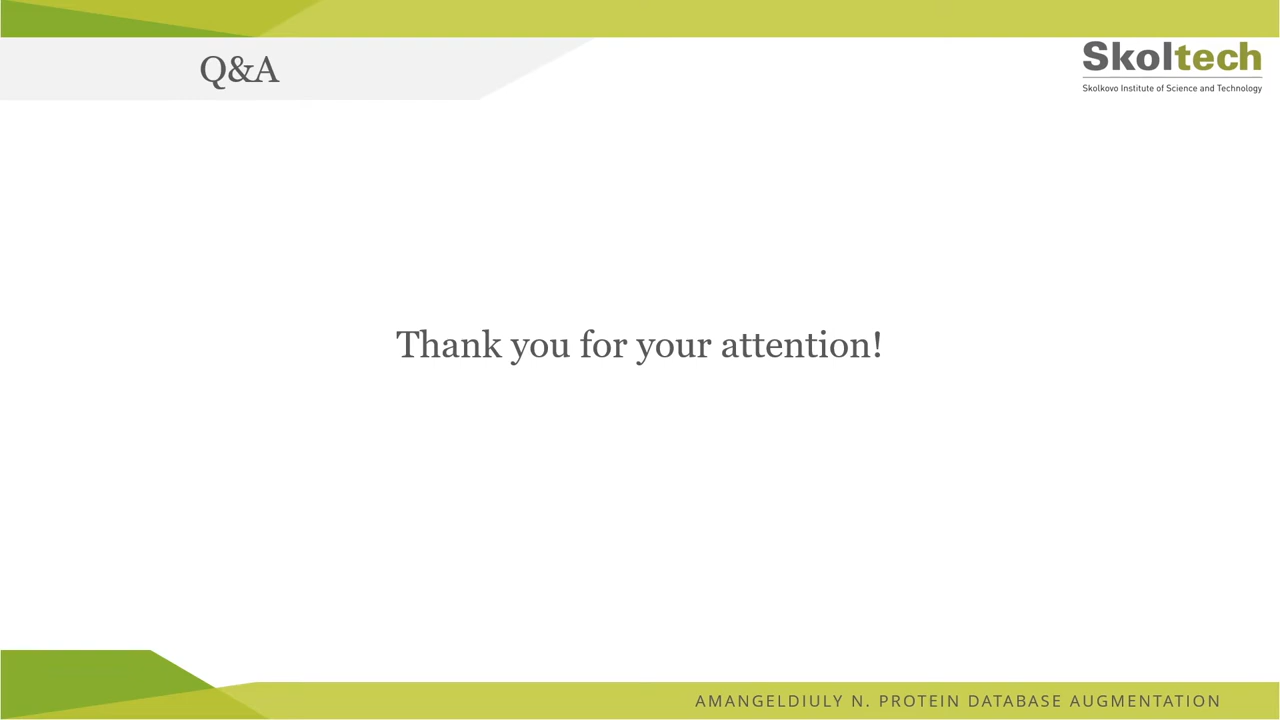 Q&A
Skoltech
Skolkovo Institute of Science and Technology
Thank you for your attention!
AMANGELDIULY N. PROTEIN DATABASE AUGMENTATION